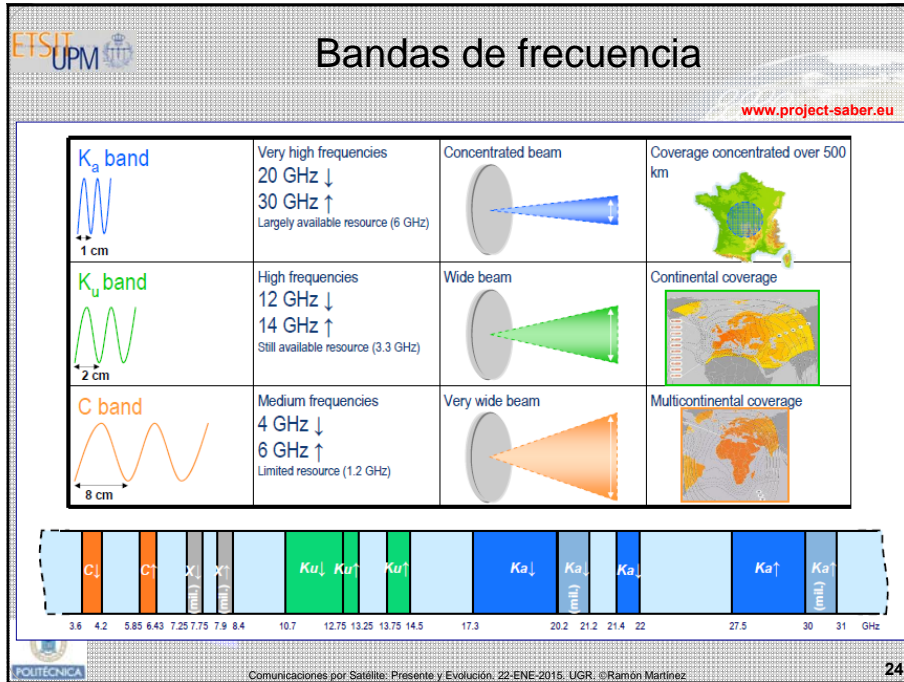 ETSIT
UPM
Bandas de frecuencia
www.project-saber.eu
Ka band
1 cm
Very high frequencies
20 GHz ↓
30 GHz ↑
Largely available resource (6 GHz)
Concentrated beam
Coverage concentrated over 500
km
Ku band
2 cm
High frequencies
12 GHz ↓
14 GHz ↑
Still available resource (3.3 GHz)
Wide beam
Continental coverage
C band
8 cm
Medium frequencies
4 GHz ↓
6 GHz ↑
Limited resource (1.2 GHz)
Very wide beam
Multicontinental coverage
C↓ C↑ X↓ (mil.) X↑ (mil.) Ku↓ Ku↑ Ku↑ Ka↓ Ka↓ (mil.) Ka↓ Ka↑ Ka↑ (mil.)
3.6 4.2 5.85 6.43 7.25 7.75 7.9 8.4 10.7 12.75 13.25 13.75 14.5 17.3 20.2 21.2 21.4 22 27.5 30 31 GHz
POLITÉCNICA
Comunicaciones por Satélite: Presente y Evolución. 22-ENE-2015. UGR. ©Ramón Martínez
24